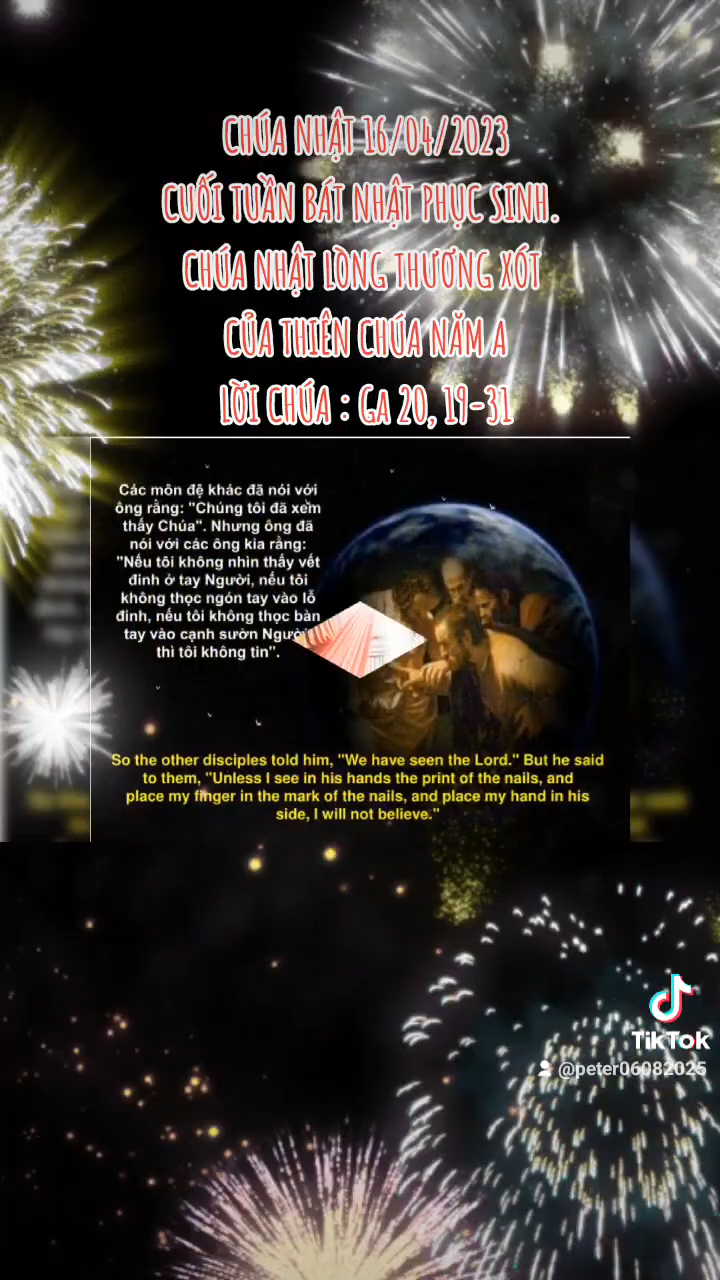 CHÚA NHẬT 16/04/2023
CUỐI TUẦN BÁT NHẬT PHỤC SINH.
CHÚA NHẬT LÒNG THƯƠNG XÓT
CỦA THIÊN CHÚA NĂM A
LỜI CHÚA : Ga 20, 19-31
Các môn đệ khác đã nói với
ông rằng: "Chúng tôi đã xem
thấy Chúa". Nhưng ông đã
nói với các ông kia rằng:
"Nếu tôi không nhìn thấy vết
đinh ở tay Người, nếu tôi
không thọc ngón tay vào lỗ
đinh, nếu tôi không thọc bàn
tay vào cạnh sườn Người
thì tôi không tin".
So the other disciples told him, "We have seen the Lord." But he said
to them, "Unless I see in his hands the print of the nails, and
place my finger in the mark of the nails, and place my hand in his
side, I will not believe."
TikTok
@peter06082025